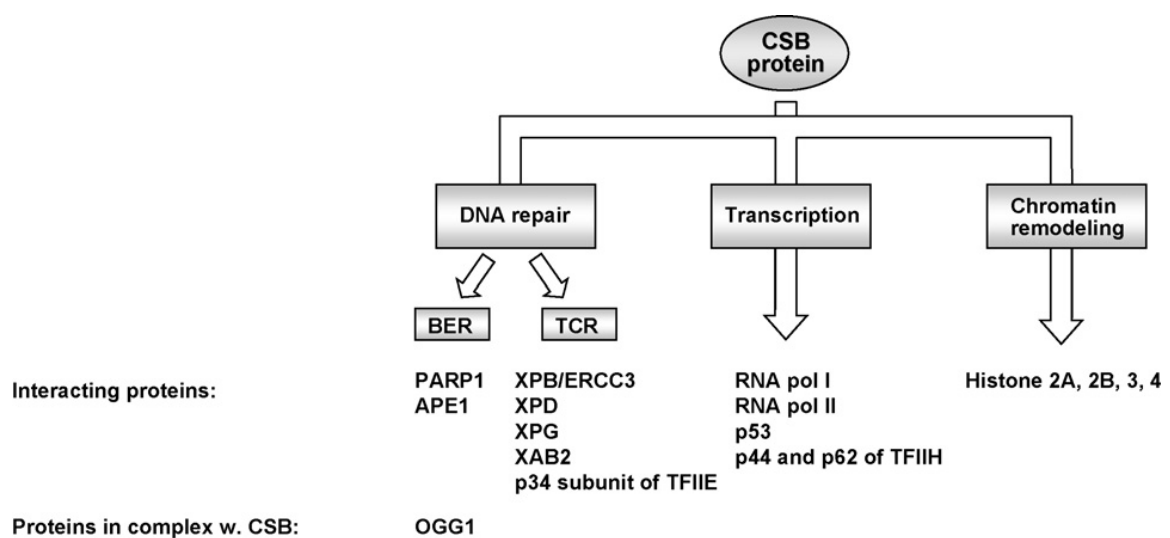 CSB
protein
DNA repair
Transcription
Chromatin
remodeling
BER
TCR
Interacting proteins:
PARP1
APE1
XPB/ERCC3
XPD
XPG
XAB2
p34 subunit of TFIIE
RNA pol I
RNA pol II
p53
p44 and p62 of TFIIH
Histone 2A, 2B, 3, 4
Proteins in complex w. CSB:
OGG1